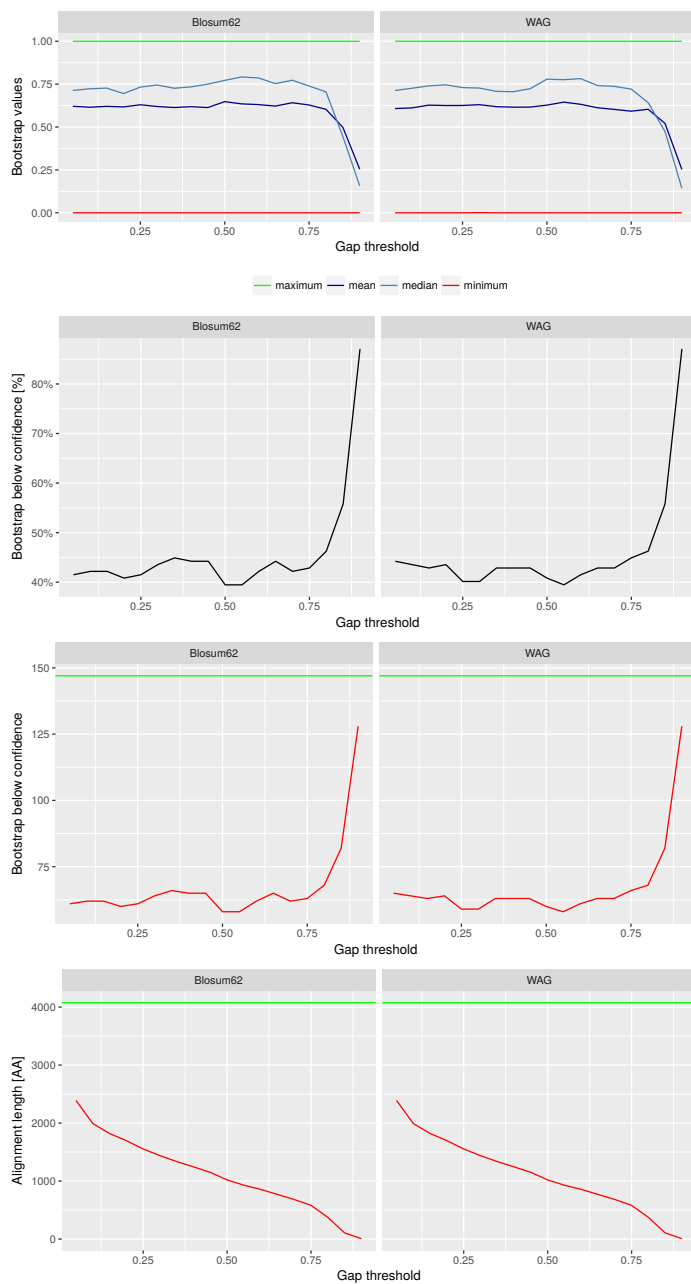 Blosum62 WAG
Bootstrap values
1.00
0.75
0.50
0.25
0.00
0.25 0.50 0.75 0.25 0.50 0.75
Gap threshold
maximum mean median minimum
Blosum62 WAG
Bootstrap below confidence [%]
80%
70%
60%
50%
40%
0.25 0.50 0.75 0.25 0.50 0.75
Gap threshold
Blosum62 WAG
Bootstrap below confidence
150
125
100
75
0.25 0.50 0.75 0.25 0.50 0.75
Gap threshold
Blosum62 WAG
Alignment length [AA]
4000
3000
2000
1000
0
0.25 0.50 0.75 0.25 0.50 0.75
Gap threshold